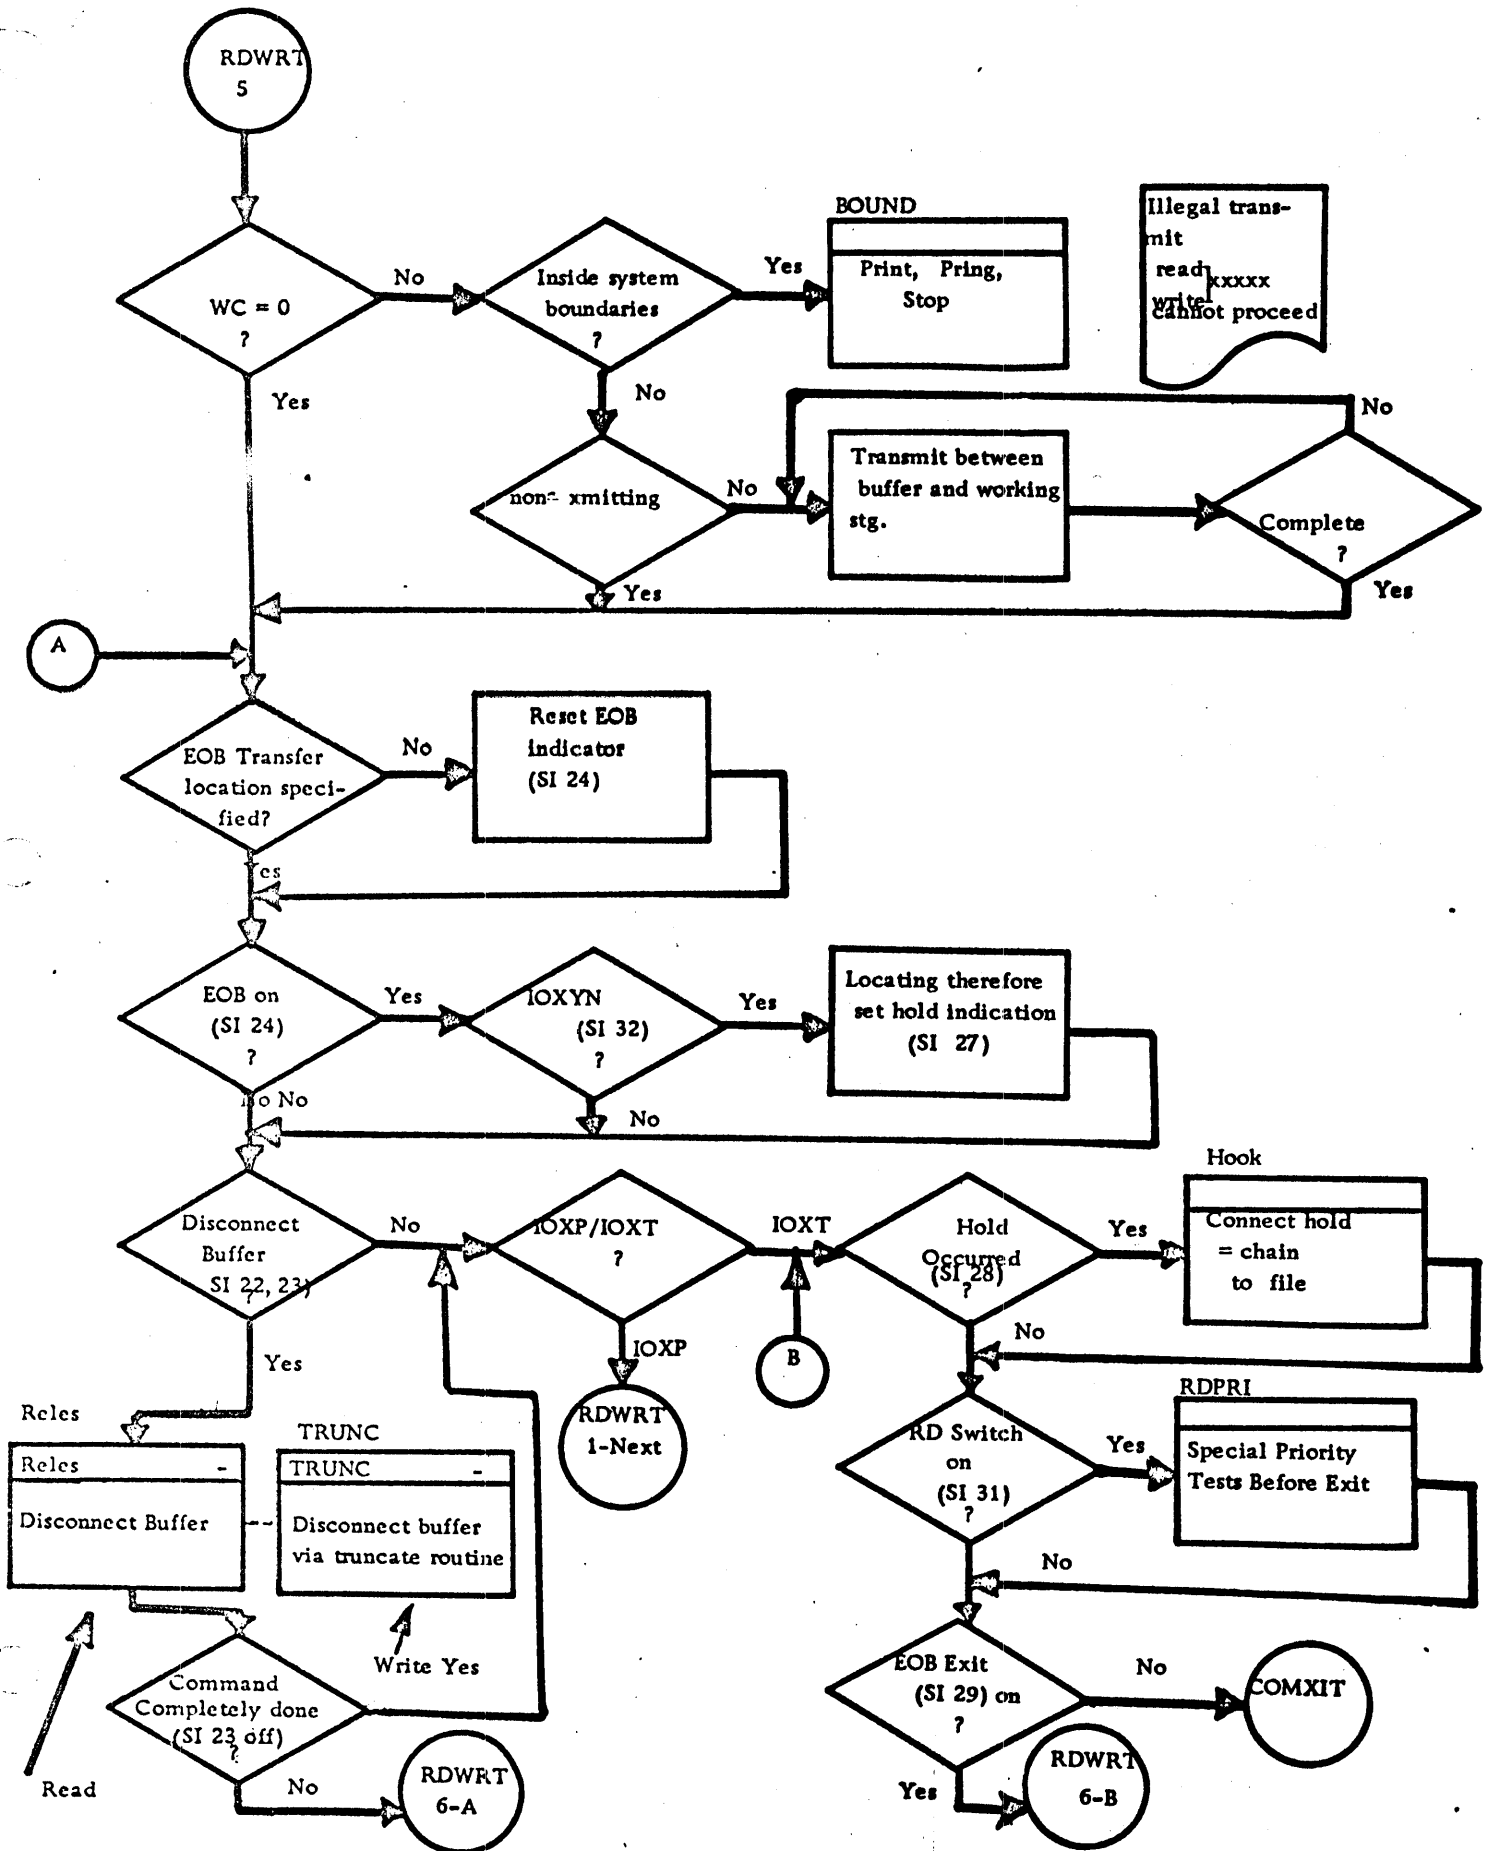 RDWRT
5
WC = 0
?
No
Yes
Inside system
boundaries
?
Yes
No
BOUND
Print, Pring,
Stop
Illegal trans-
mit
read
write
xxxxx
cannot proceed
non- xmitting
No
Yes
Transmit between
buffer and working
stg.
Complete
?
No
Yes
A
EOB Transfer
location speci-
fied?
No
Yes
Reset EOB
indicator
(SI 24)
EOB on
(SI 24)
?
Yes
No No
IOXYN
(SI 32)
?
Yes
No
Locating therefore
set hold indication
(SI 27)
Disconnect
Buffer
SI 22, 23)
?
No
Yes
IOXP/IOXT
?
IOXT
IOXP
RDWRT
1-Next
B
Hold
Occurred
(SI 28)
?
Yes
No
Hook
Connect hold
= chain
to file
RD Switch
on
(SI 31)
?
Yes
No
RDPRI
Special Priority
Tests Before Exit
Reles
Reles -
Disconnect Buffer
--
TRUNC
TRUNC -
Disconnect buffer
via truncate routine
Read
Write Yes
Command
Completely done
(SI 23 off)
?
No
RDWRT
6-A
EOB Exit
(SI 29) on
?
No
COMXIT
Yes
RDWRT
6-B